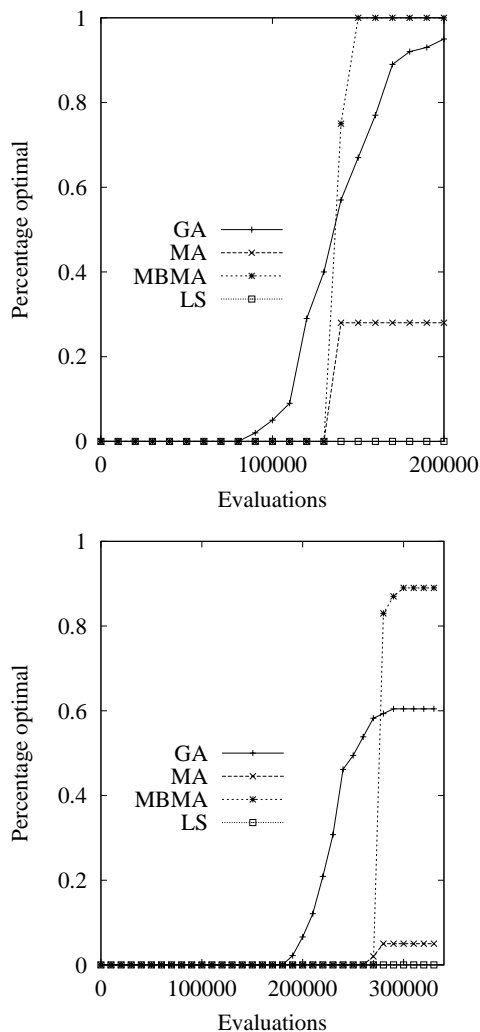 1
0.8
0.6
0.4
0.2
0
Percentage optimal
GA
MA
MBMA
LS
0 100000 200000
Evaluations
1
0.8
0.6
0.4
0.2
0
Percentage optimal
GA
MA
MBMA
LS
0 100000 200000 300000
Evaluations